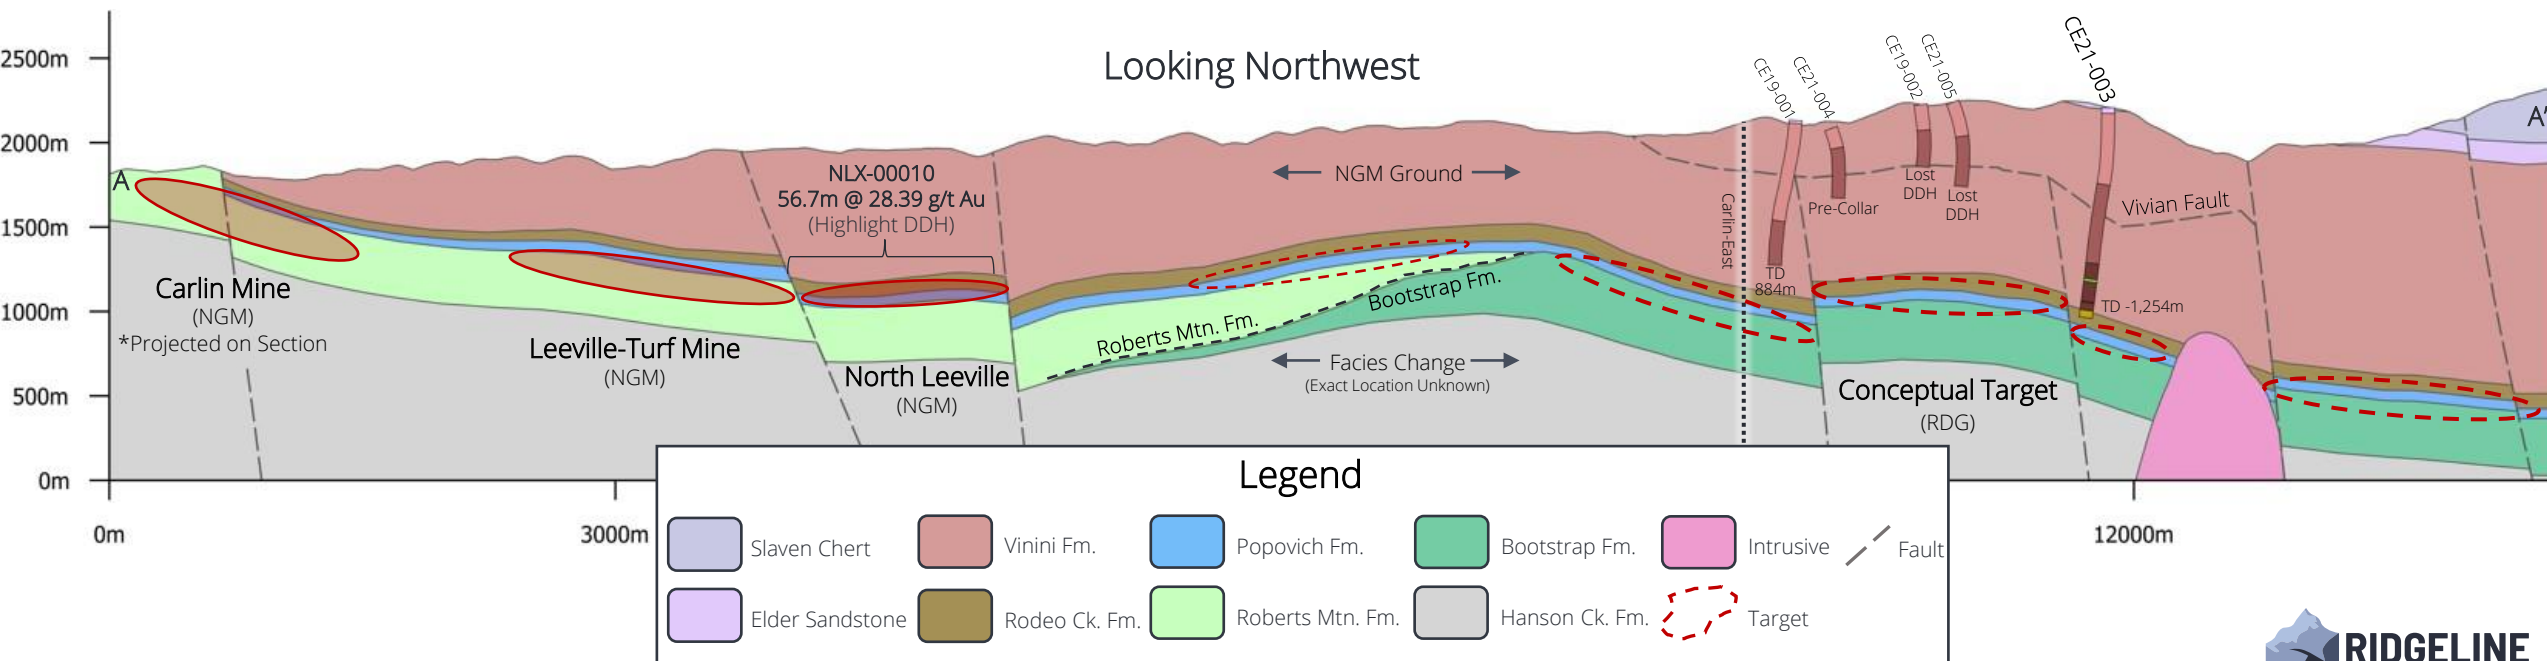 Looking Northwest
2500m
2000m
1500m
1000m
500m
0m
0m
3000m
12000m
A
A'
Carlin Mine
(NGM)
*Projected on Section
Leeville-Turf Mine
(NGM)
NLX-00010
56.7m @ 28.39 g/t Au
(Highlight DDH)
North Leeville
(NGM)
NGM Ground
Roberts Mtn. Fm.
Bootstrap Fm.
Facies Change
(Exact Location Unknown)
Carlin-East
CE19-001
CE21-004
CE19-002
CE21-005
CE21-003
TD
884m
Pre-Collar
Lost
DDH
Lost
DDH
Vivian Fault
TD -1,254m
Conceptual Target
(RDG)
Legend
Slaven Chert
Vinini Fm.
Popovich Fm.
Bootstrap Fm.
Intrusive
Fault
Elder Sandstone
Rodeo Ck. Fm.
Roberts Mtn. Fm.
Hanson Ck. Fm.
Target
RIDGELINE